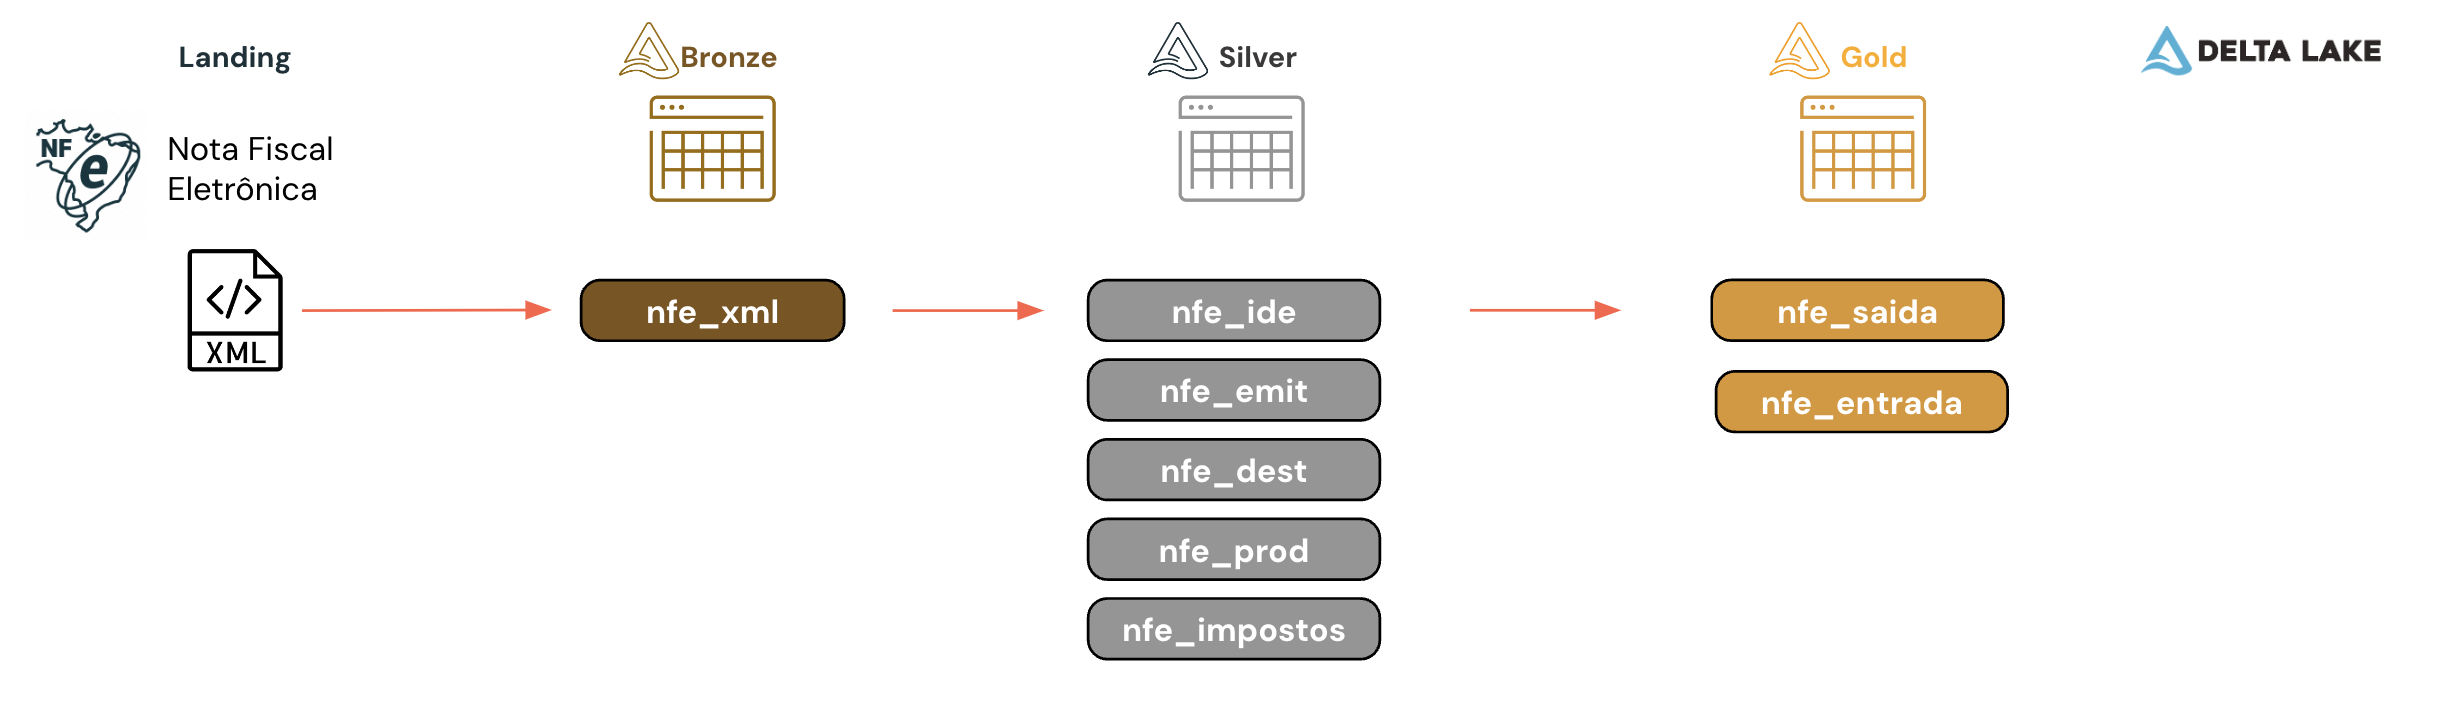 Landing
Bronze
Silver
Gold
DELTA LAKE
NF
e
Nota Fiscal
Eletrônica
</>
XML
nfe_xml
nfe_ide
nfe_emit
nfe_dest
nfe_prod
nfe_impostos
nfe_saida
nfe_entrada